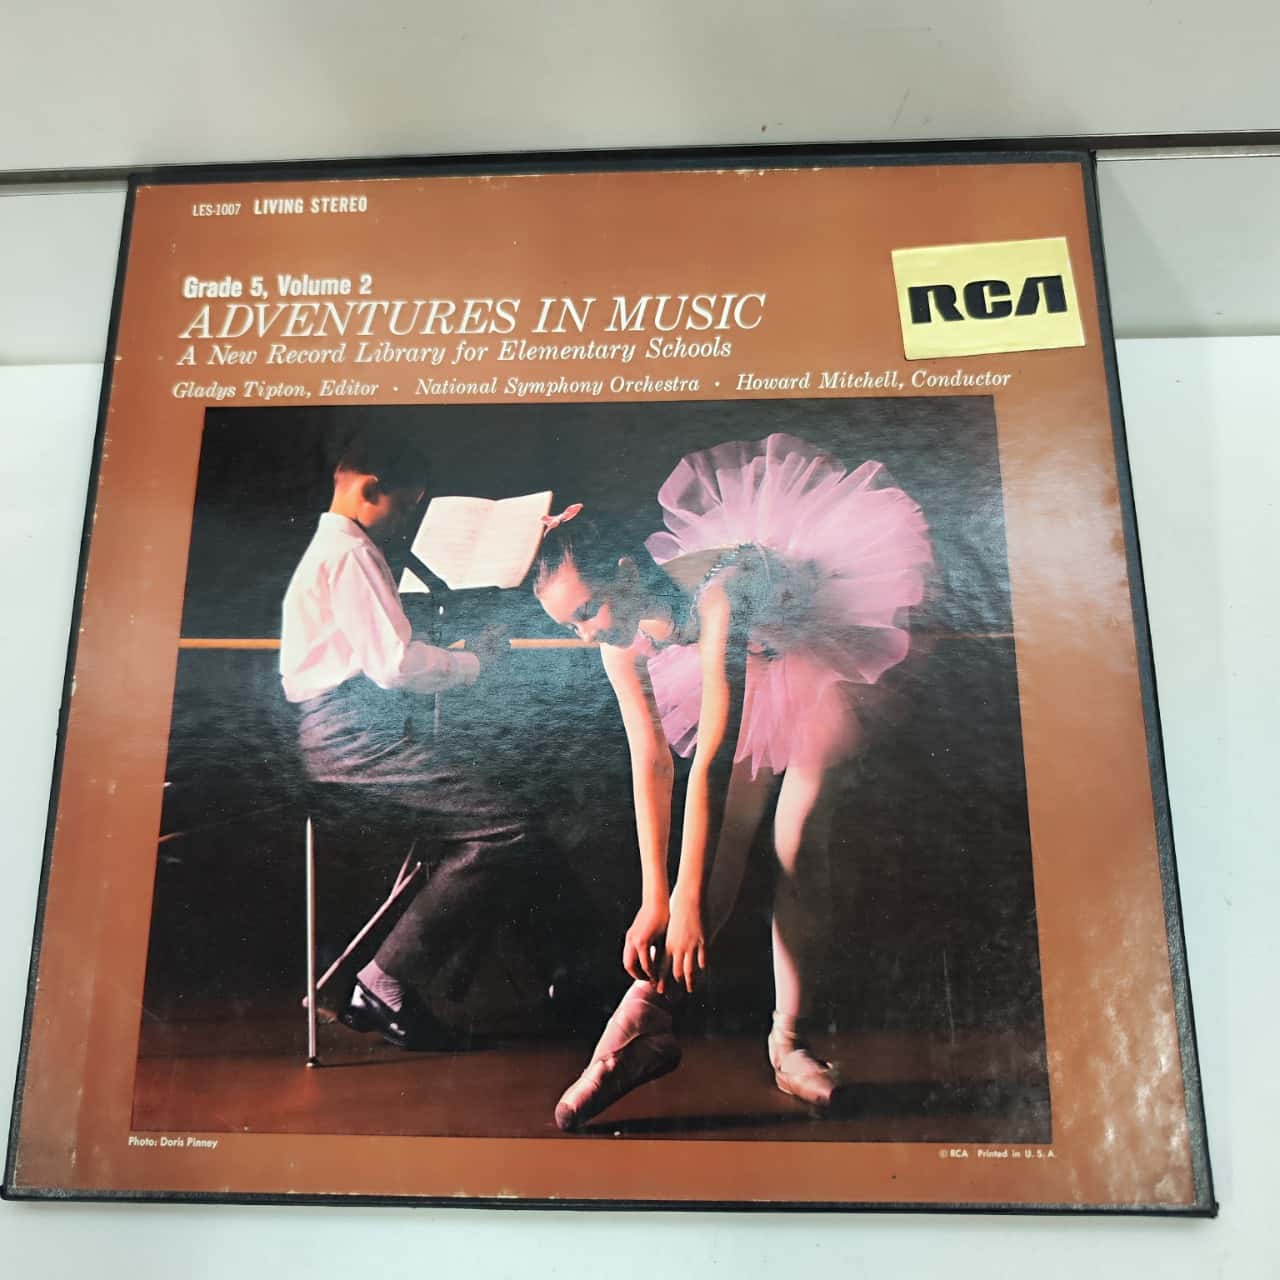 LES-1007 LIVING STEREO
RCA
Grade 5, Volume 2
ADVENTURES IN MUSIC
A New Record Library for Elementary Schools
Gladys Tipton, Editor · National Symphony Orchestra · Howard Mitchell, Conductor
Photo: Doris Pinney
© RCA Printed in U. S. A.